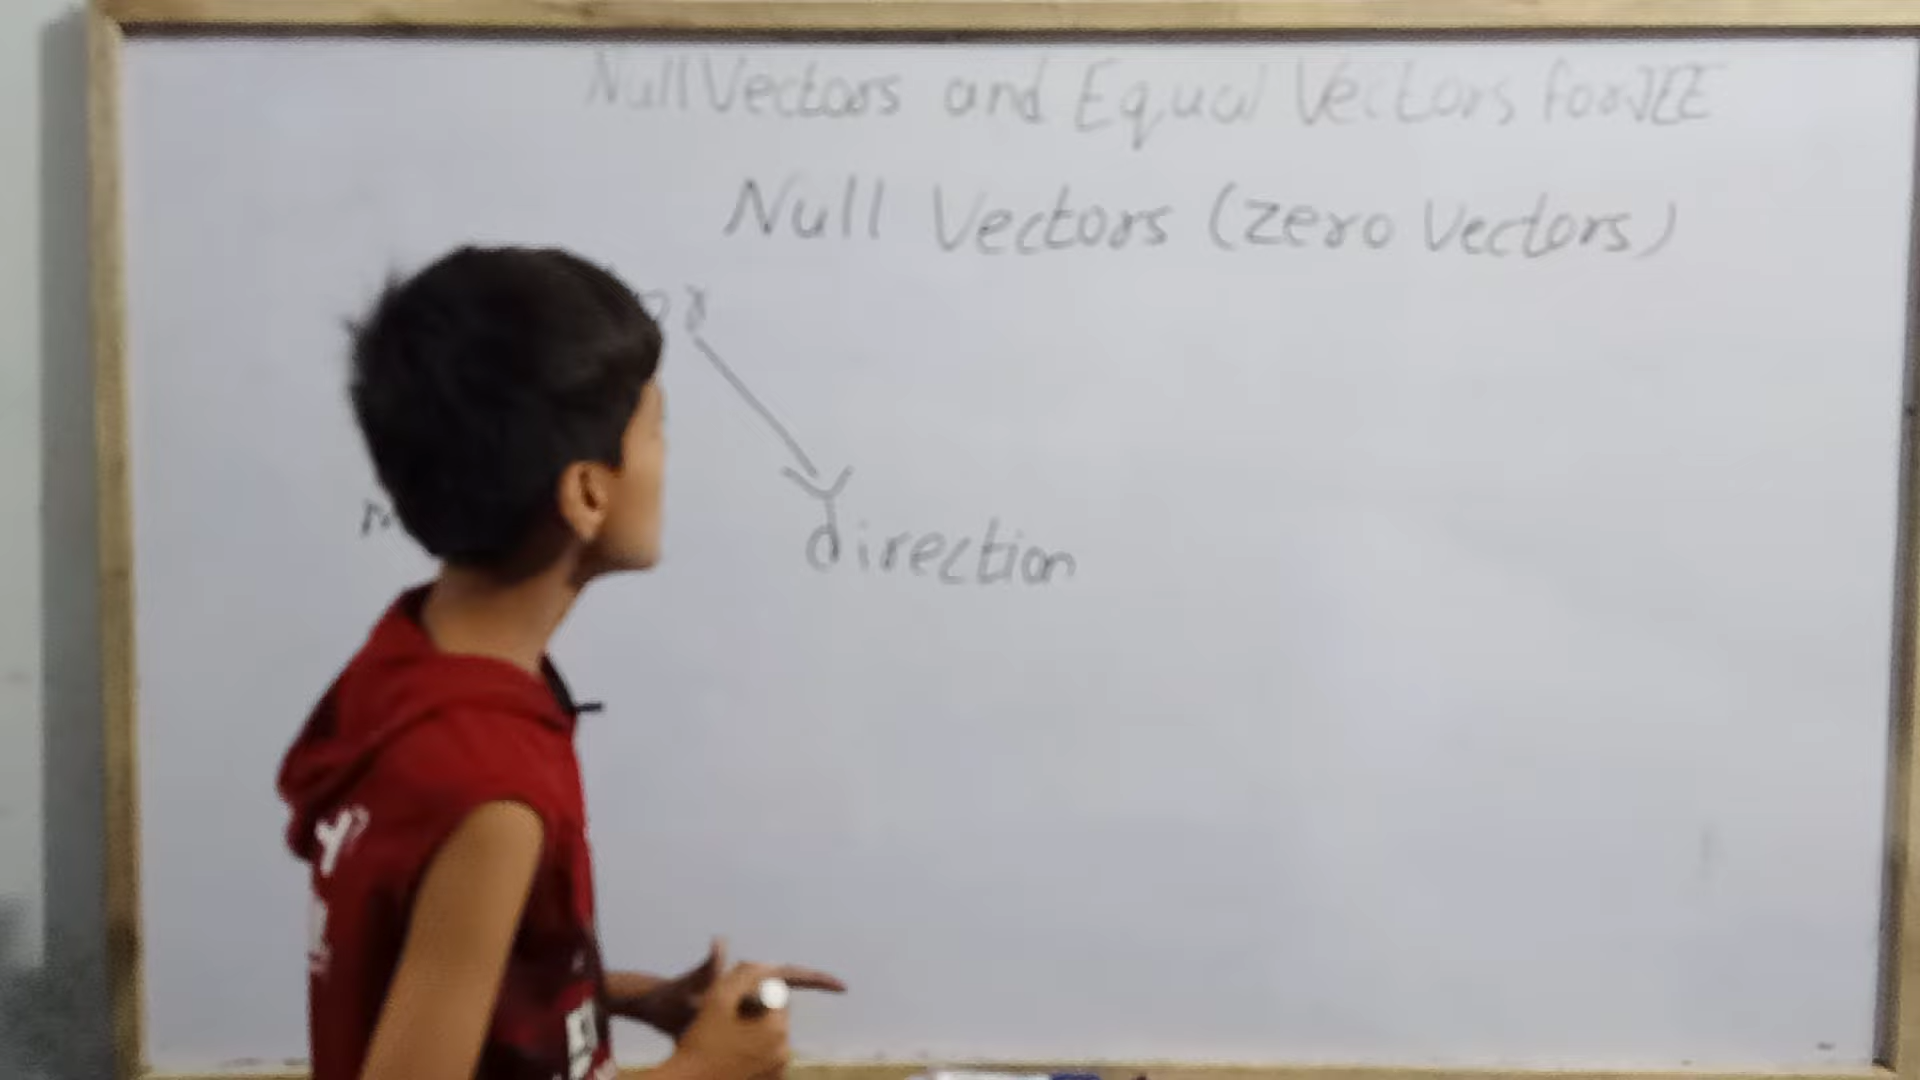 Null Vectors and Equal Vectors for JEE
Null Vectors (zero Vectors)
direction